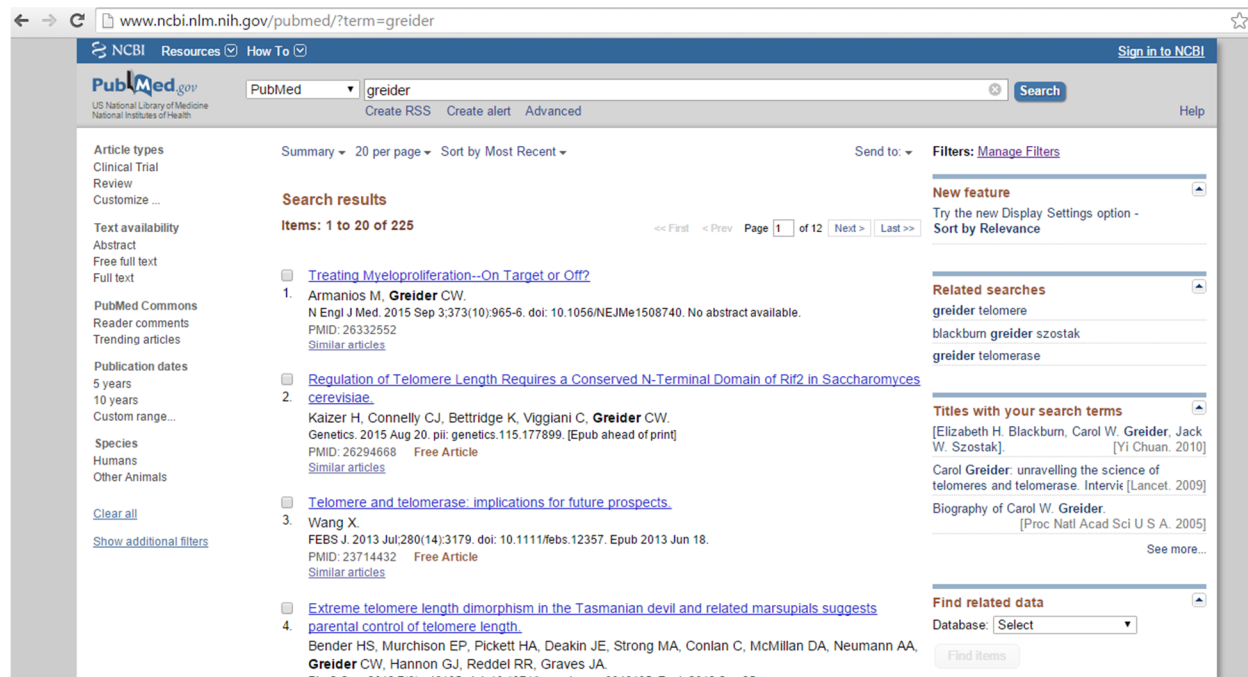 www.ncbi.nlm.nih.gov/pubmed/?term=greider
NCBI Resources How To Sign in to NCBI
PubMed.gov
US National Library of Medicine
National Institutes of Health
PubMed greider Search
Create RSS Create alert Advanced Help
Article types
Clinical Trial
Review
Customize ...
Text availability
Abstract
Free full text
Full text
PubMed Commons
Reader comments
Trending articles
Publication dates
5 years
10 years
Custom range...
Species
Humans
Other Animals
Clear all
Show additional filters
Summary 20 per page Sort by Most Recent Send to:
Search results
Items: 1 to 20 of 225
<< First < Prev Page 1 of 12 Next > Last >>
Treating Myeloproliferation--On Target or Off?
1. Armanios M, Greider CW.
N Engl J Med. 2015 Sep 3;373(10):965-6. doi: 10.1056/NEJMe1508740. No abstract available.
PMID: 26332552
Similar articles
Regulation of Telomere Length Requires a Conserved N-Terminal Domain of Rif2 in Saccharomyces
2. cerevisiae.
Kaizer H, Connelly CJ, Bettridge K, Viggiani C, Greider CW.
Genetics. 2015 Aug 20. pii: genetics.115.177899. [Epub ahead of print]
PMID: 26294668 Free Article
Similar articles
Telomere and telomerase: implications for future prospects.
3. Wang X.
FEBS J. 2013 Jul;280(14):3179. doi: 10.1111/febs.12357. Epub 2013 Jun 18.
PMID: 23714432 Free Article
Similar articles
Extreme telomere length dimorphism in the Tasmanian devil and related marsupials suggests
4. parental control of telomere length.
Bender HS, Murchison EP, Pickett HA, Deakin JE, Strong MA, Conlan C, McMillan DA, Neumann AA,
Greider CW, Hannon GJ, Reddel RR, Graves JA.
Filters: Manage Filters
New feature
Try the new Display Settings option -
Sort by Relevance
Related searches
greider telomere
blackburn greider szostak
greider telomerase
Titles with your search terms
[Elizabeth H. Blackburn, Carol W. Greider, Jack
W. Szostak]. [Yi Chuan. 2010]
Carol Greider: unravelling the science of
telomeres and telomerase. Intervie [Lancet. 2009]
Biography of Carol W. Greider.
[Proc Natl Acad Sci U S A. 2005]
See more...
Find related data
Database: Select
Find items